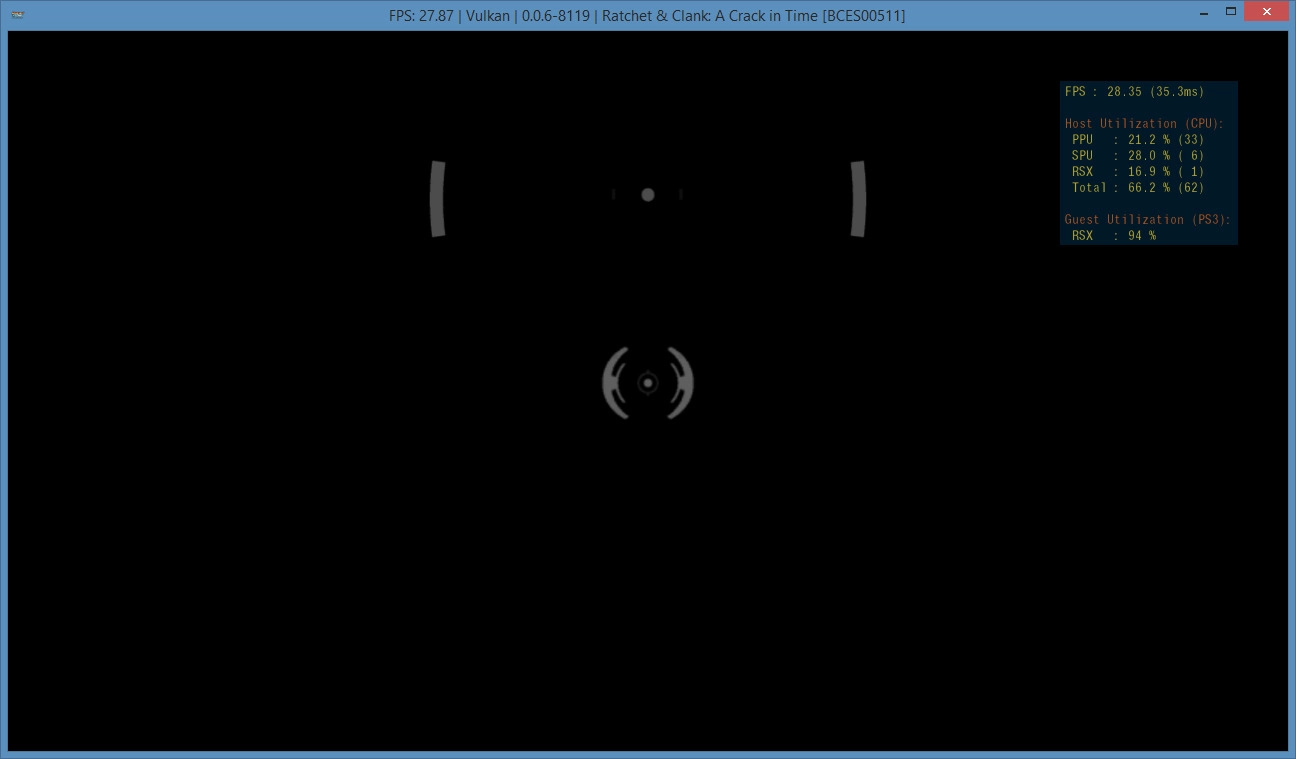 FPS: 27.87 | Vulkan | 0.0.6-8119 | Ratchet & Clank: A Crack in Time [BCES00511]
FPS : 28.35 (35.3ms)
Host Utilization (CPU):
PPU : 21.2 % (33)
SPU : 28.0 % ( 6)
RSX : 16.9 % ( 1)
Total : 66.2 % (62)
Guest Utilization (PS3):
RSX : 94 %